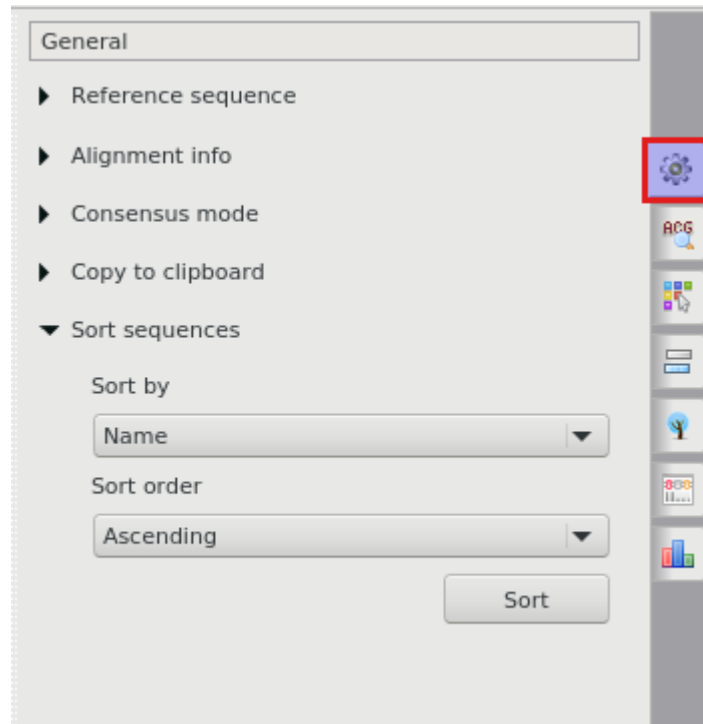 General
Reference sequence
Alignment info
ACG
Consensus mode
Copy to clipboard
Sort sequences
Sort by
Name
Sort order
Ascending
Sort